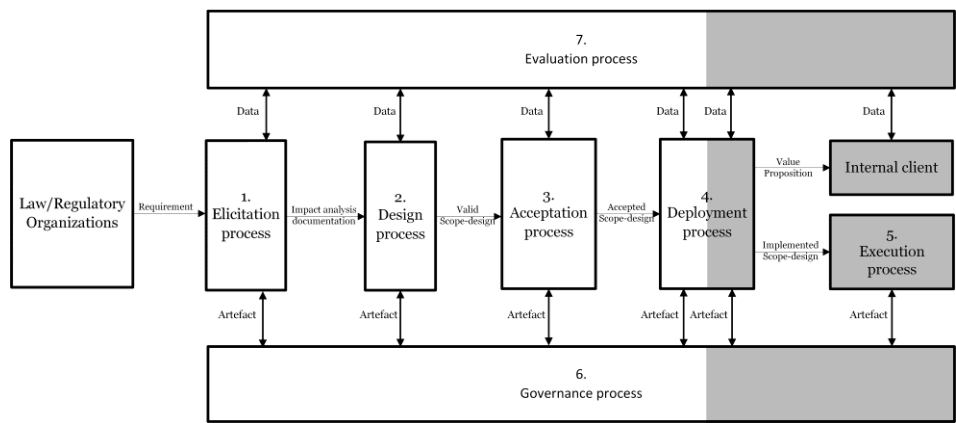 7.
Evaluation process
Data
Data
Data
Data
Data
Data
Law/Regulatory
Organizations
Requirement
1.
Elicitation
process
Impact analysis
documentation
2.
Design
process
Valid
Scope-design
3.
Acceptation
process
Accepted
Scope-design
4.
Deployment
process
Value
Proposition
Internal client
Implemented
Scope-design
5.
Execution
process
Artefact
Artefact
Artefact
Artefact
Artefact
Artefact
6.
Governance process